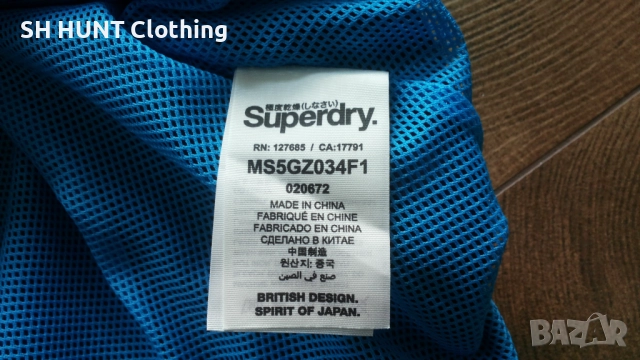 SH HUNT Clothing
極度乾燥(しなさい)
Superdry.
RN: 127685 / CA:17791
MS5GZ034F1
020672
MADE IN CHINA
FABRIQUÉ EN CHINE
FABRICADO EN CHINA
СДЕЛАНО В КИТАЕ
中国制造
원산지: 중국
صنع في الصين
BRITISH DESIGN.
SPIRIT OF JAPAN.
BAZAR